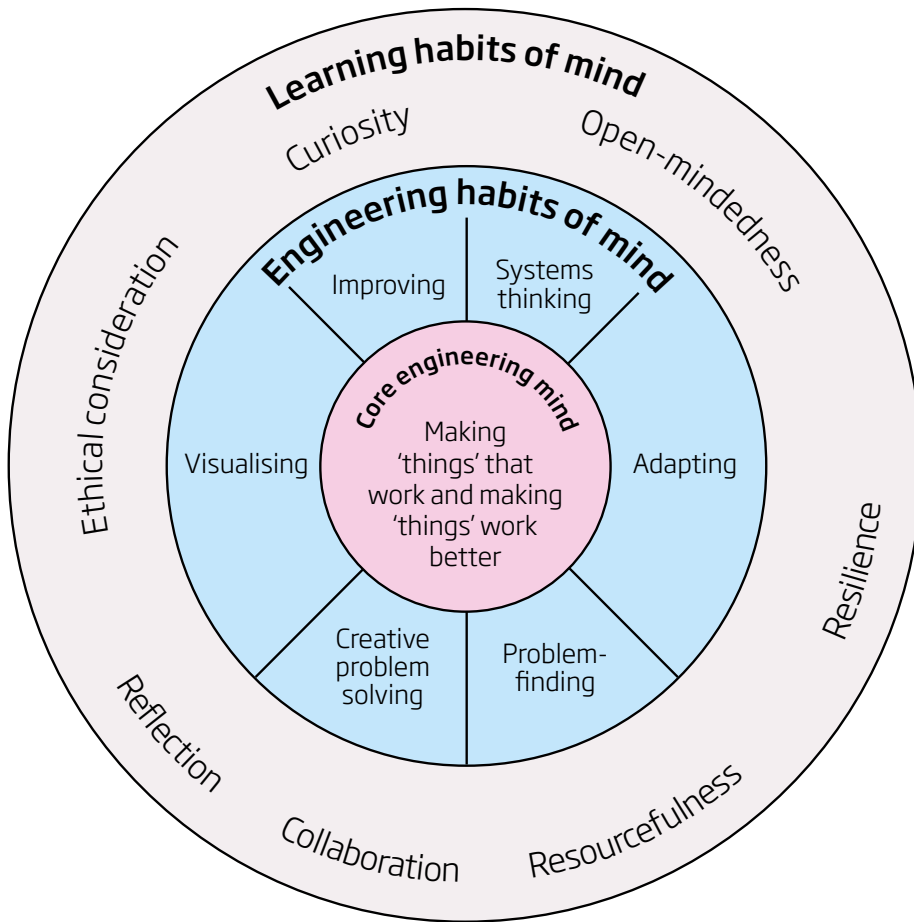 Learning habits of mind
Curiosity
Open-mindedness
Ethical consideration
Resilience
Reflection
Collaboration
Resourcefulness
Engineering habits of mind
Improving
Systems
thinking
Visualising
Adapting
Creative
problem
solving
Problem-
finding
Core engineering mind
Making
‘things’ that
work and making
‘things’ work
better